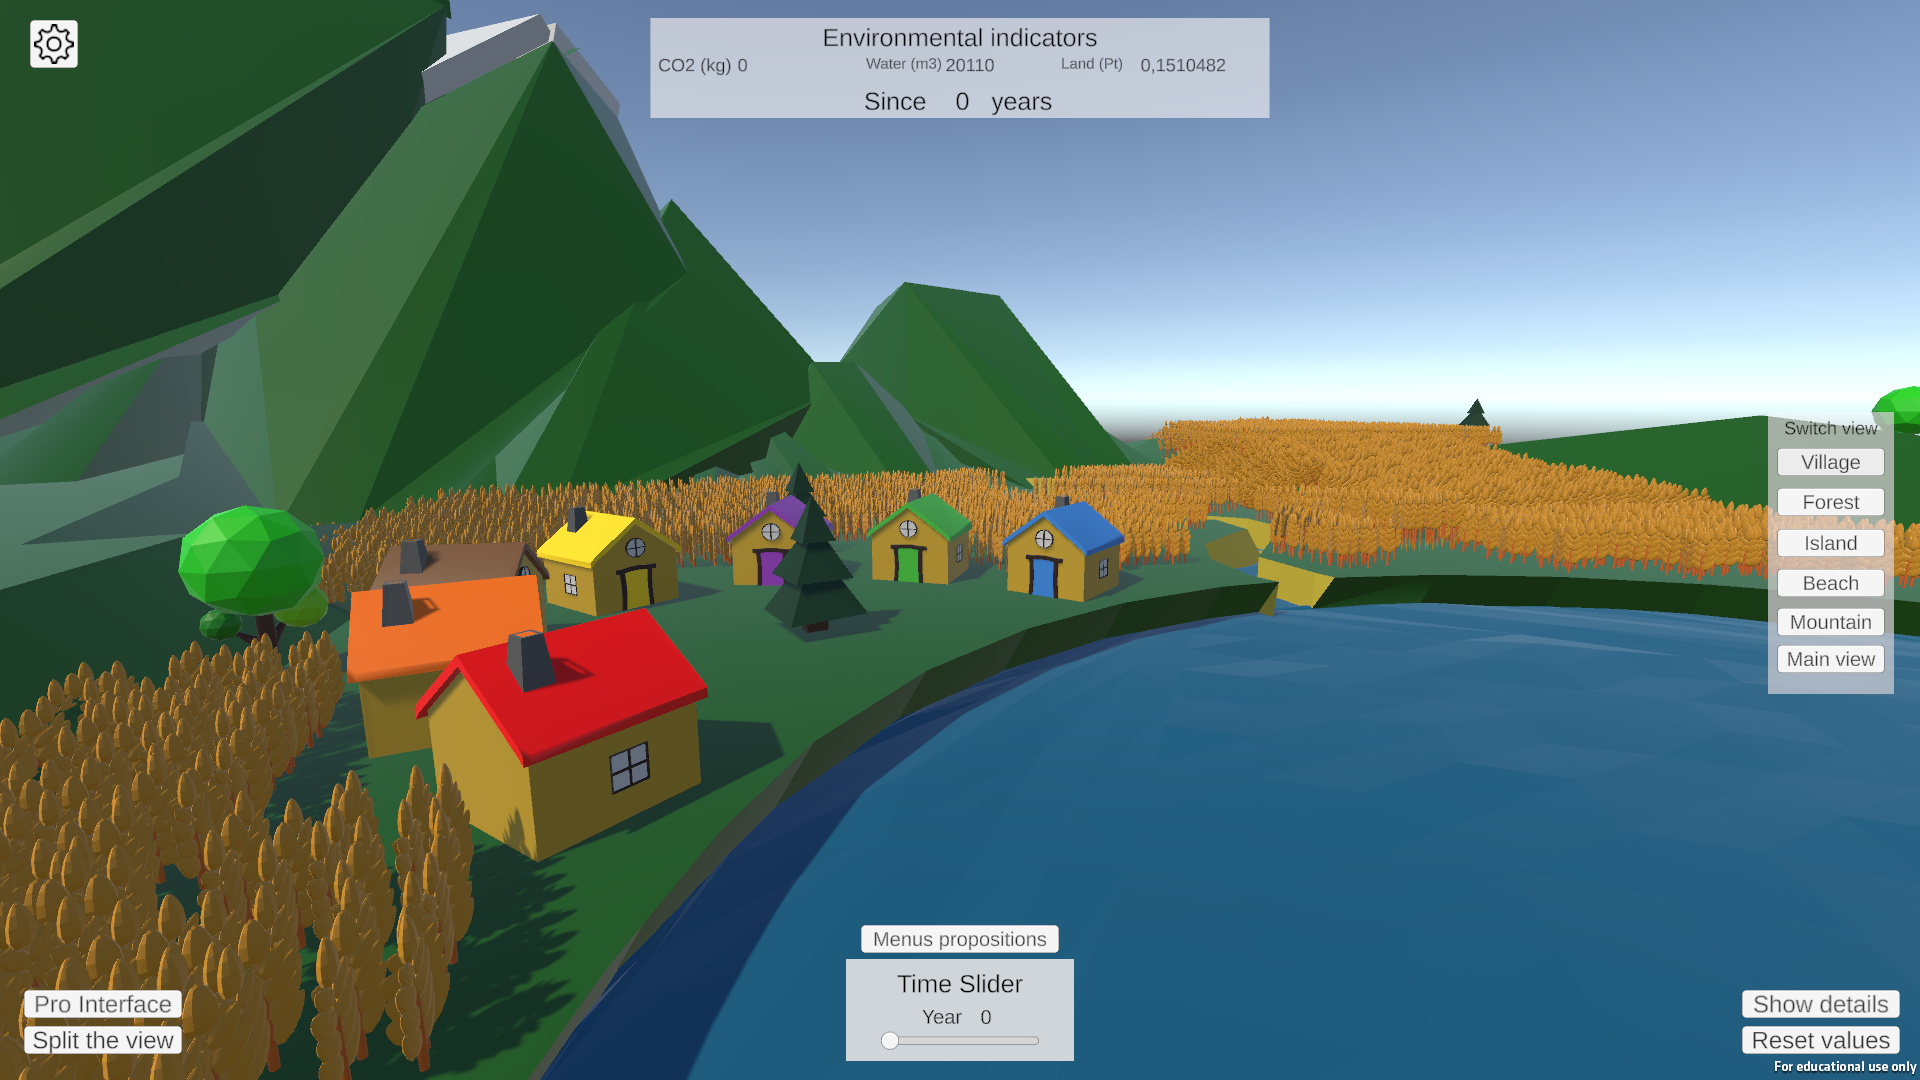 Environmental indicators
CO2 (kg) 0 Water (m3) 20110 Land (Pt) 0,1510482
Since 0 years
Switch view
Village
Forest
Island
Beach
Mountain
Main view
Menus propositions
Time Slider
Year 0
Pro Interface
Split the view
Show details
Reset values
For educational use only